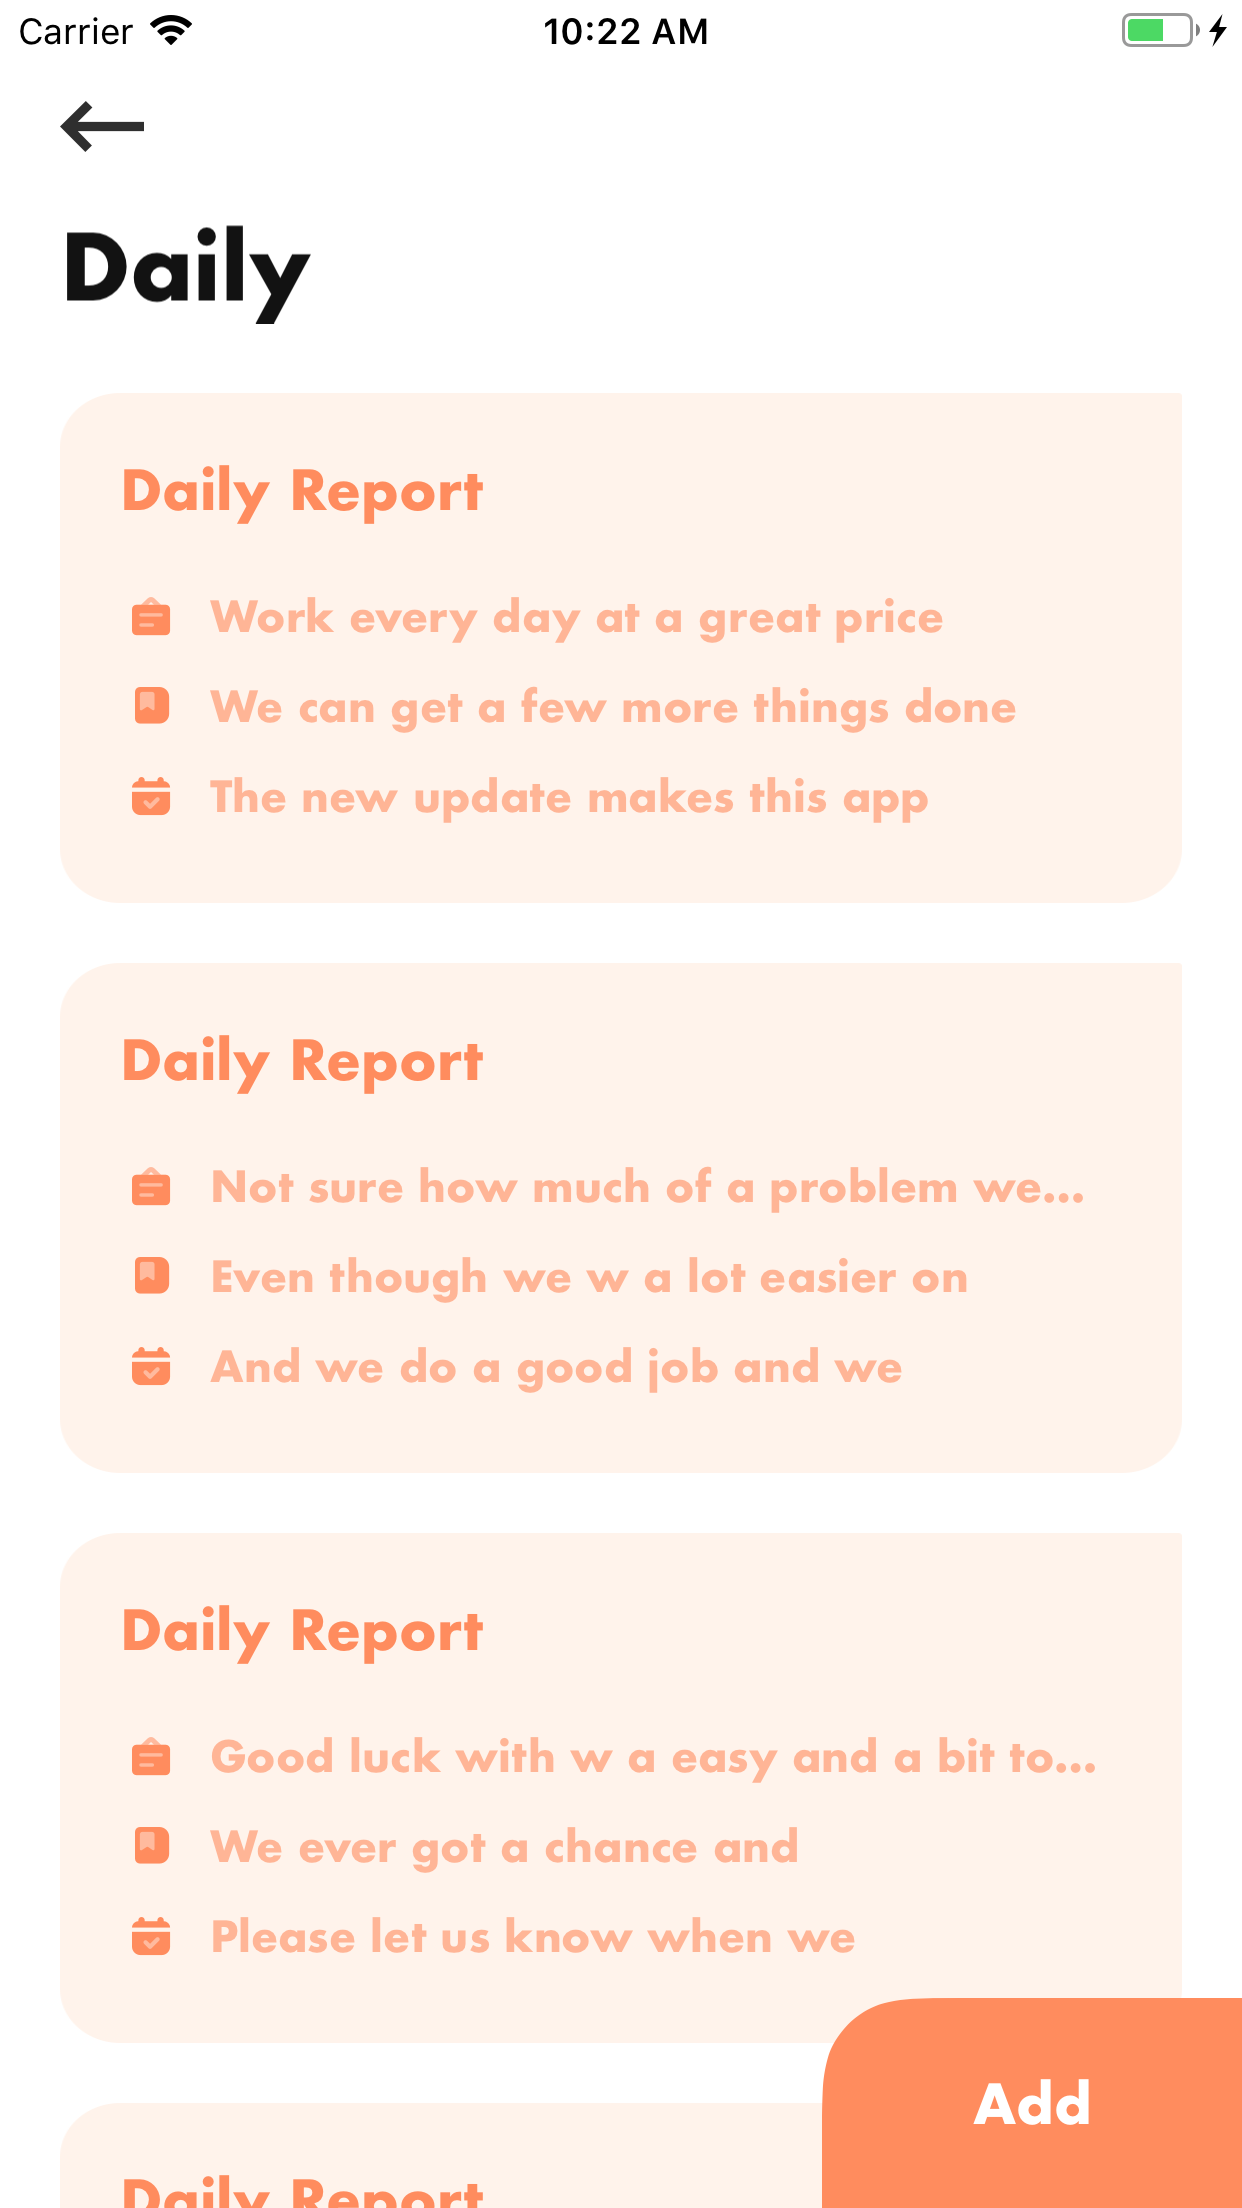 Carrier 10:22 AM
Daily
Daily Report
Work every day at a great price
We can get a few more things done
The new update makes this app
Daily Report
Not sure how much of a problem we...
Even though we w a lot easier on
And we do a good job and we
Daily Report
Good luck with w a easy and a bit to...
We ever got a chance and
Please let us know when we
Add
Daily Report